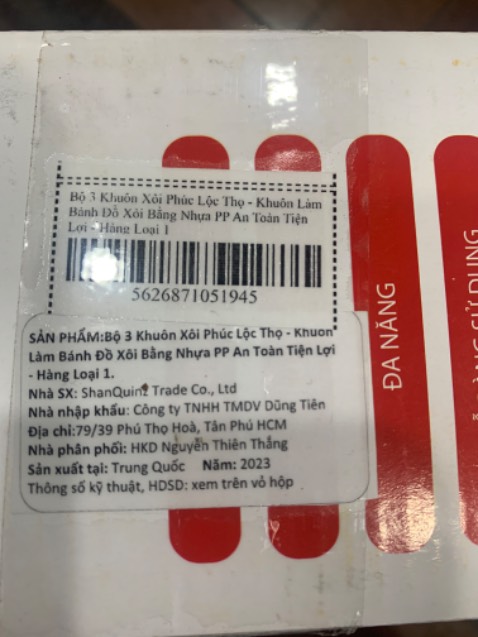 Bộ 3 Khuôn Xôi Phúc Lộc Thọ - Khuôn Làm
Bánh Đồ Xôi Bằng Nhựa PP An Toàn Tiện
Lợi - Hàng Loại 1
5626871051945
SẢN PHẨM:Bộ 3 Khuôn Xôi Phúc Lộc Thọ - Khuôn
Làm Bánh Đồ Xôi Bằng Nhựa PP An Toàn Tiện Lợi
- Hàng Loại 1.
Nhà SX: ShanQuinz Trade Co., Ltd
Nhà nhập khẩu: Công ty TNHH TMDV Dũng Tiên
Địa chỉ:79/39 Phú Thọ Hoà, Tân Phú HCM
Nhà phân phối: HKD Nguyễn Thiên Thắng
Sản xuất tại: Trung Quốc Năm: 2023
Thông số kỹ thuật, HDSD: xem trên vỏ hộp
ĐA NĂNG
SỬ DỤNG